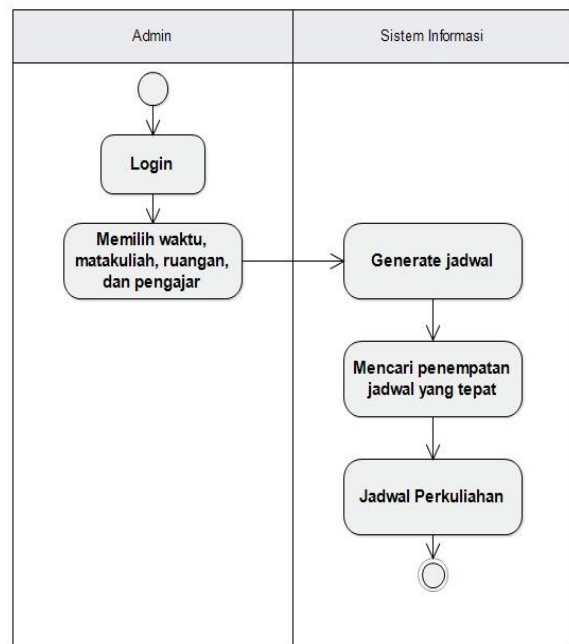 Admin
Sistem Informasi
Login
Memilih waktu,
matakuliah, ruangan,
dan pengajar
Generate jadwal
Mencari penempatan
jadwal yang tepat
Jadwal Perkuliahan